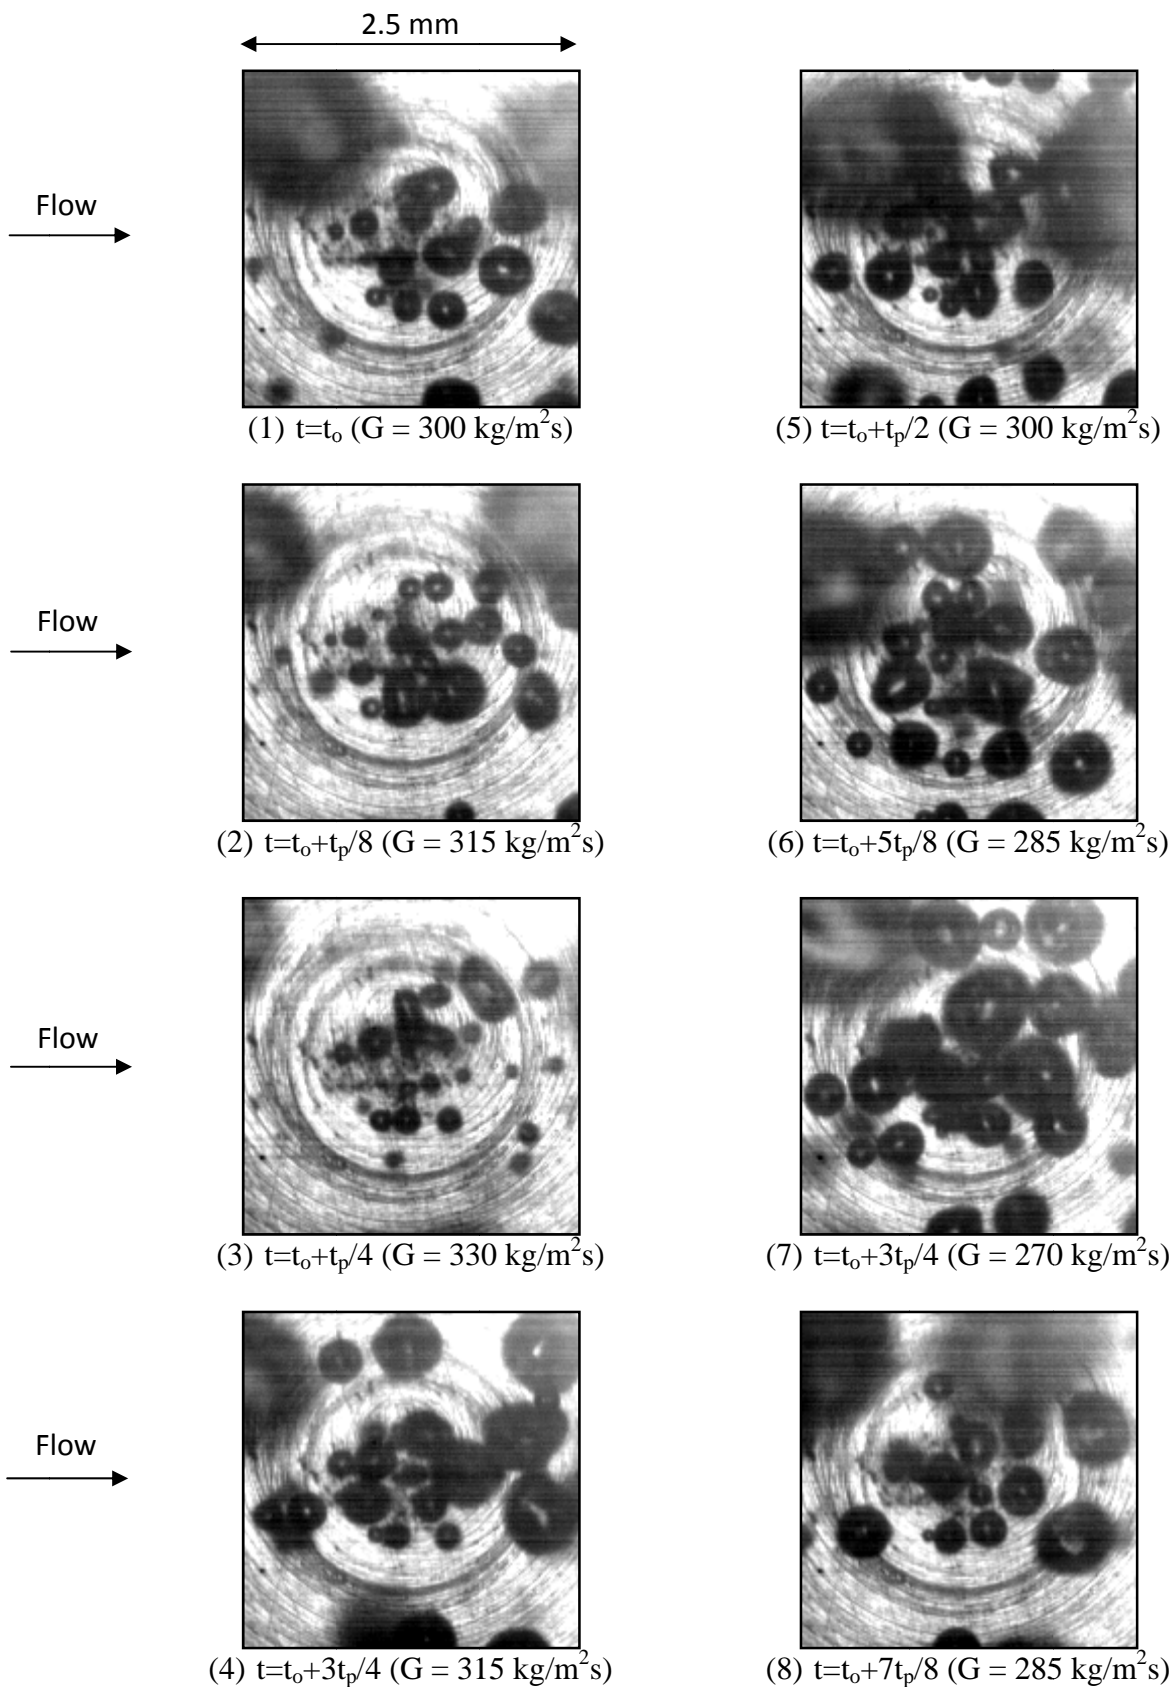 2.5 mm
Flow
(1) t=tₒ (G = 300 kg/m²s)
(5) t=tₒ+tₚ/2 (G = 300 kg/m²s)
Flow
(2) t=tₒ+tₚ/8 (G = 315 kg/m²s)
(6) t=tₒ+5tₚ/8 (G = 285 kg/m²s)
Flow
(3) t=tₒ+tₚ/4 (G = 330 kg/m²s)
(7) t=tₒ+3tₚ/4 (G = 270 kg/m²s)
Flow
(4) t=tₒ+3tₚ/4 (G = 315 kg/m²s)
(8) t=tₒ+7tₚ/8 (G = 285 kg/m²s)